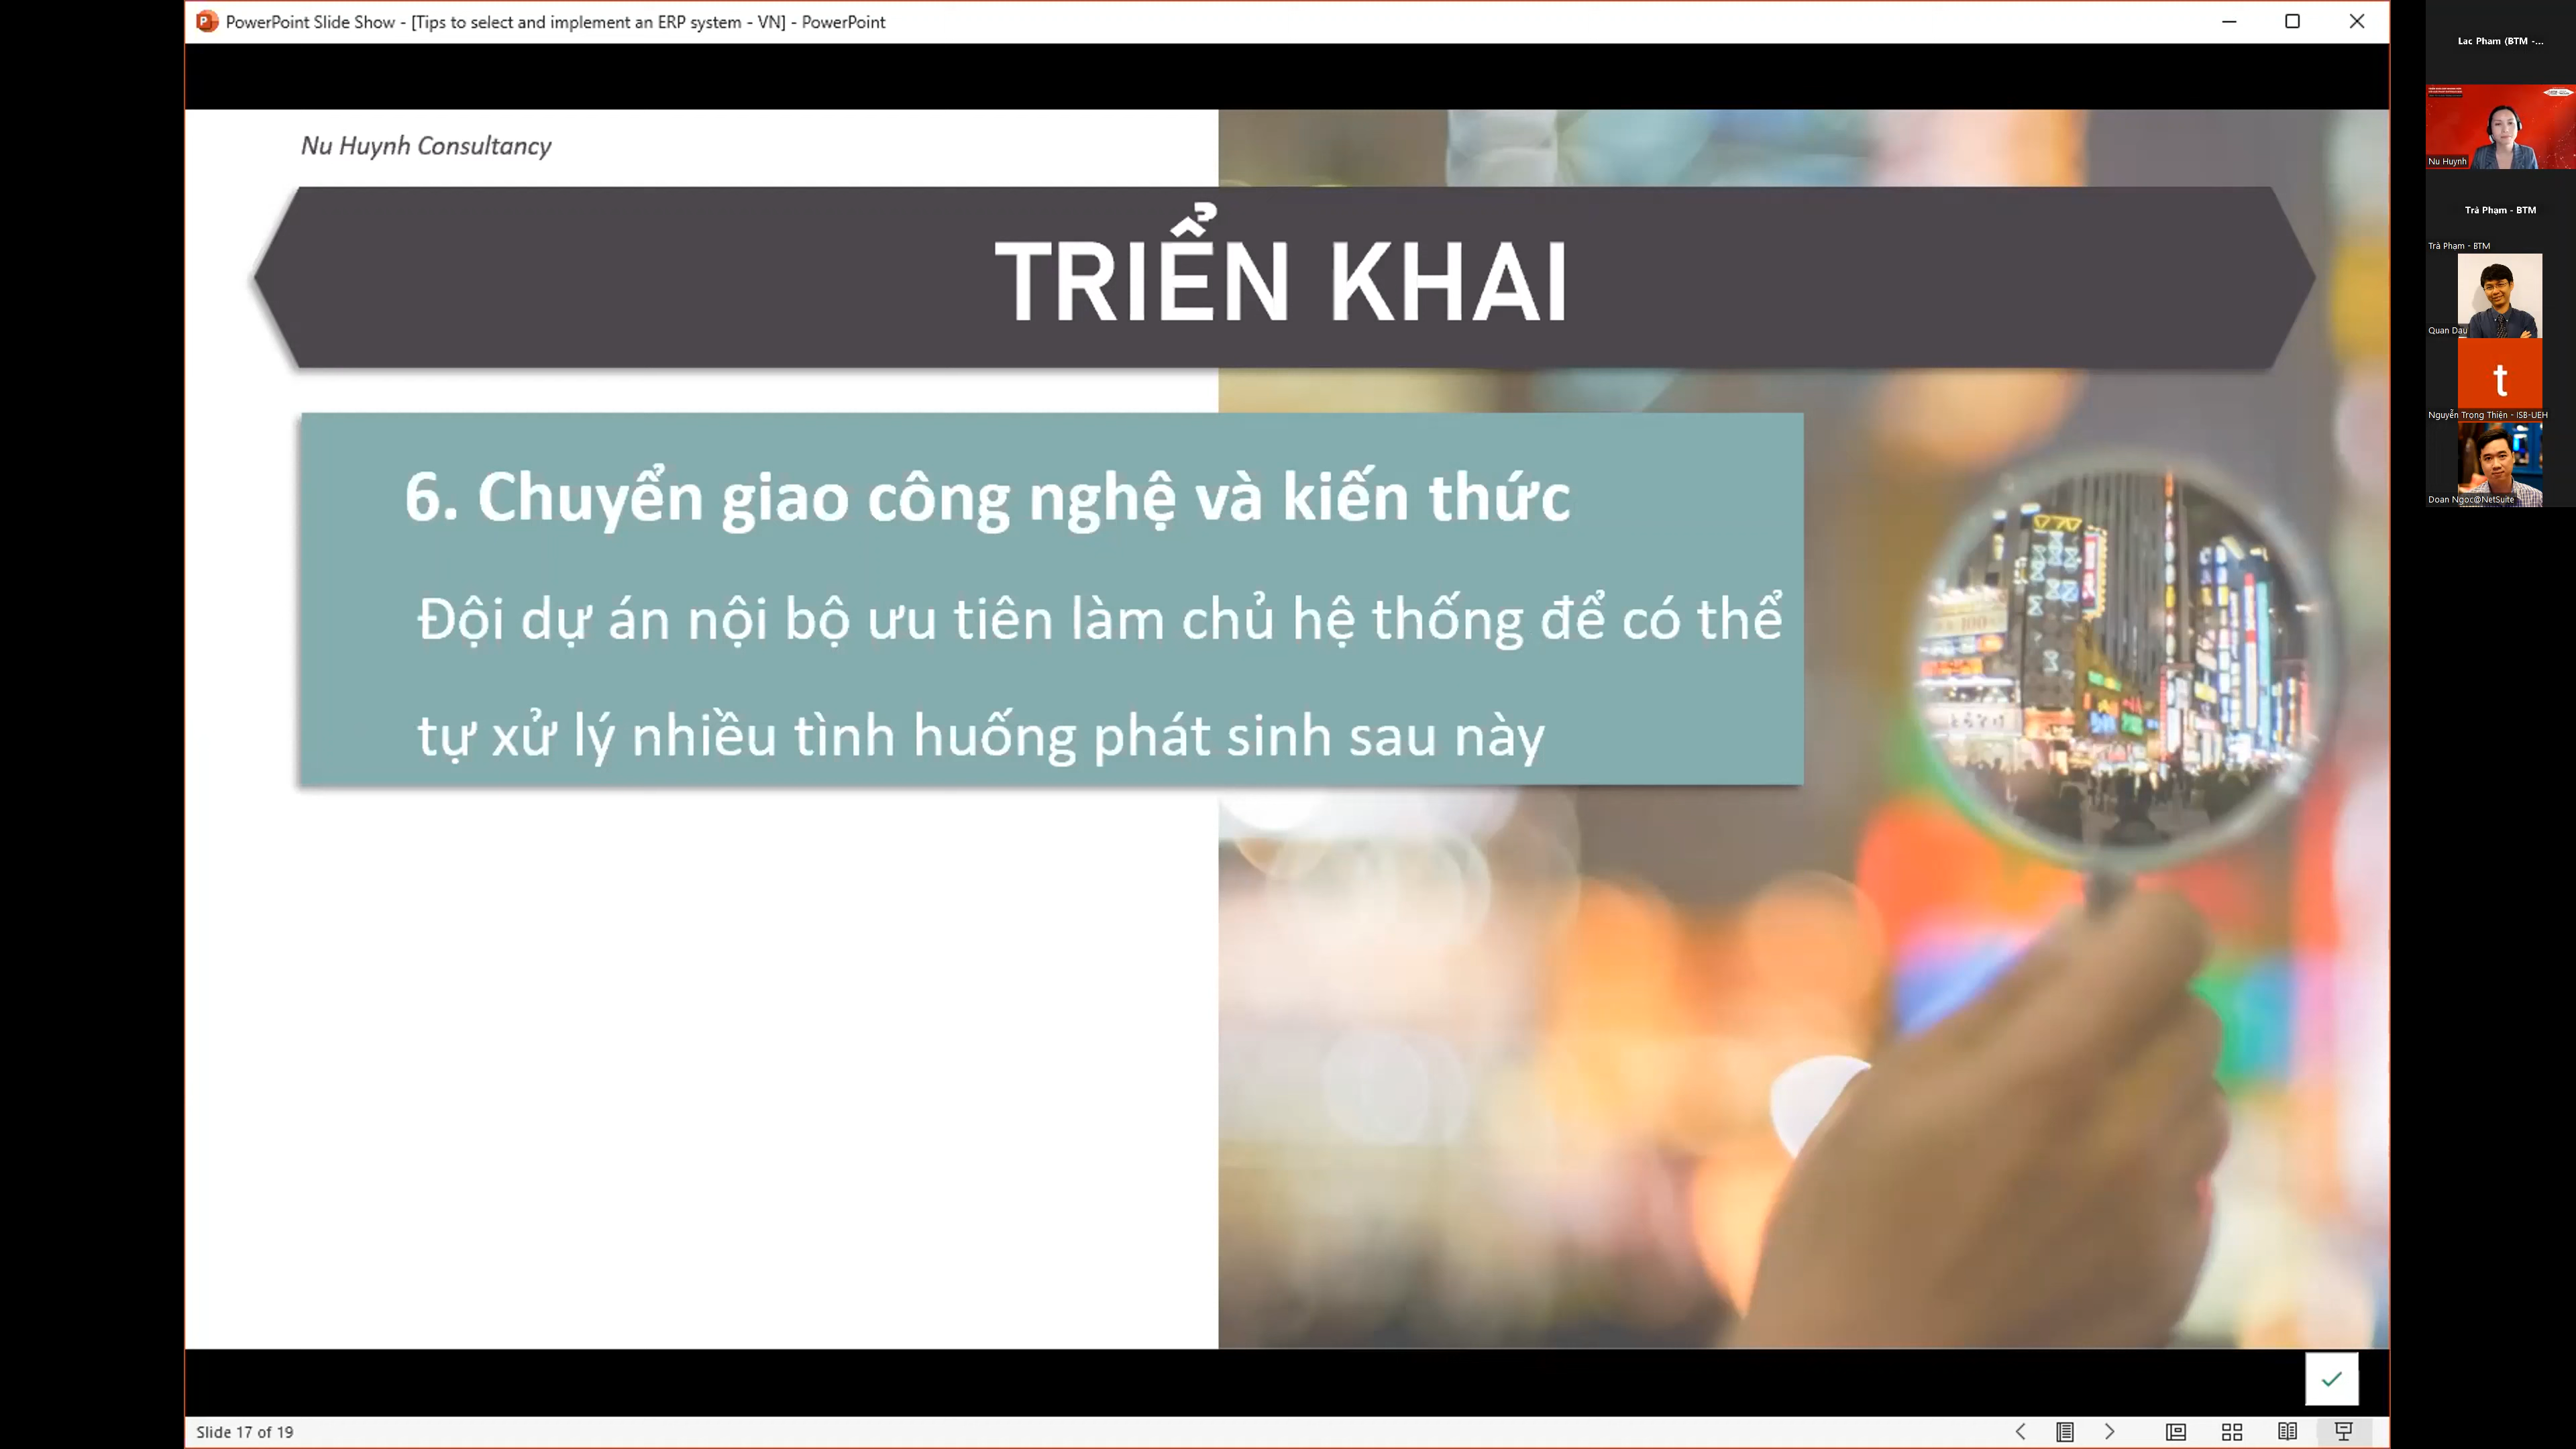 PowerPoint Slide Show - [Tips to select and implement an ERP system - VN] - PowerPoint
Nu Huynh Consultancy
TRIỂN KHAI
6. Chuyển giao công nghệ và kiến thức
Đội dự án nội bộ ưu tiên làm chủ hệ thống để có thể
tự xử lý nhiều tình huống phát sinh sau này
Slide 17 of 19
Lac Pham (BTM -...
Nu Huynh
Trà Phạm - BTM
Trà Phạm - BTM
Quan Dau
t
Nguyễn Trọng Thiện - ISB-UEH
Doan Ngoc@NetSuite